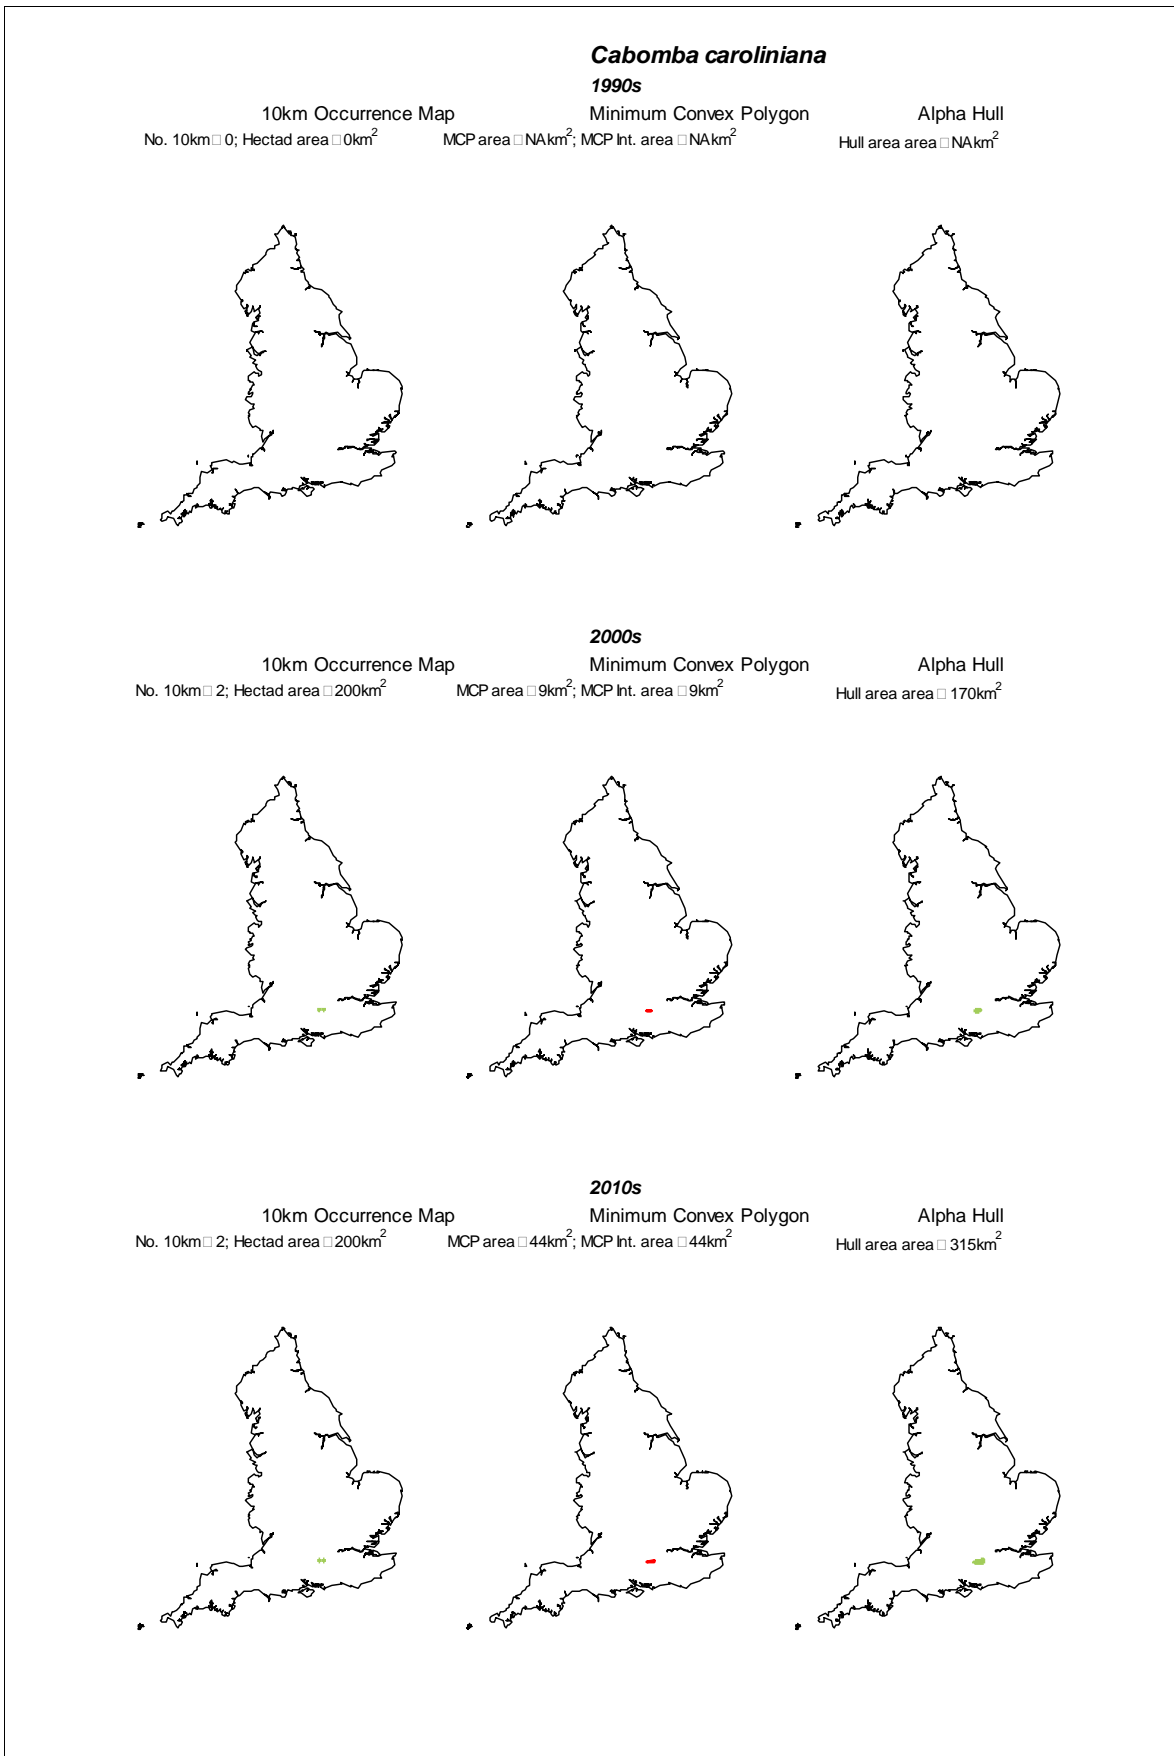 Cabomba caroliniana
1990s
10km Occurrence Map Minimum Convex Polygon Alpha Hull
No. 10km□0; Hectad area □0km² MCP area □NAkm²; MCP Int. area □NAkm² Hull area area □NAkm²
2000s
10km Occurrence Map Minimum Convex Polygon Alpha Hull
No. 10km□2; Hectad area □200km² MCP area □9km²; MCP Int. area □9km² Hull area area □170km²
2010s
10km Occurrence Map Minimum Convex Polygon Alpha Hull
No. 10km□2; Hectad area □200km² MCP area □44km²; MCP Int. area □44km² Hull area area □315km²